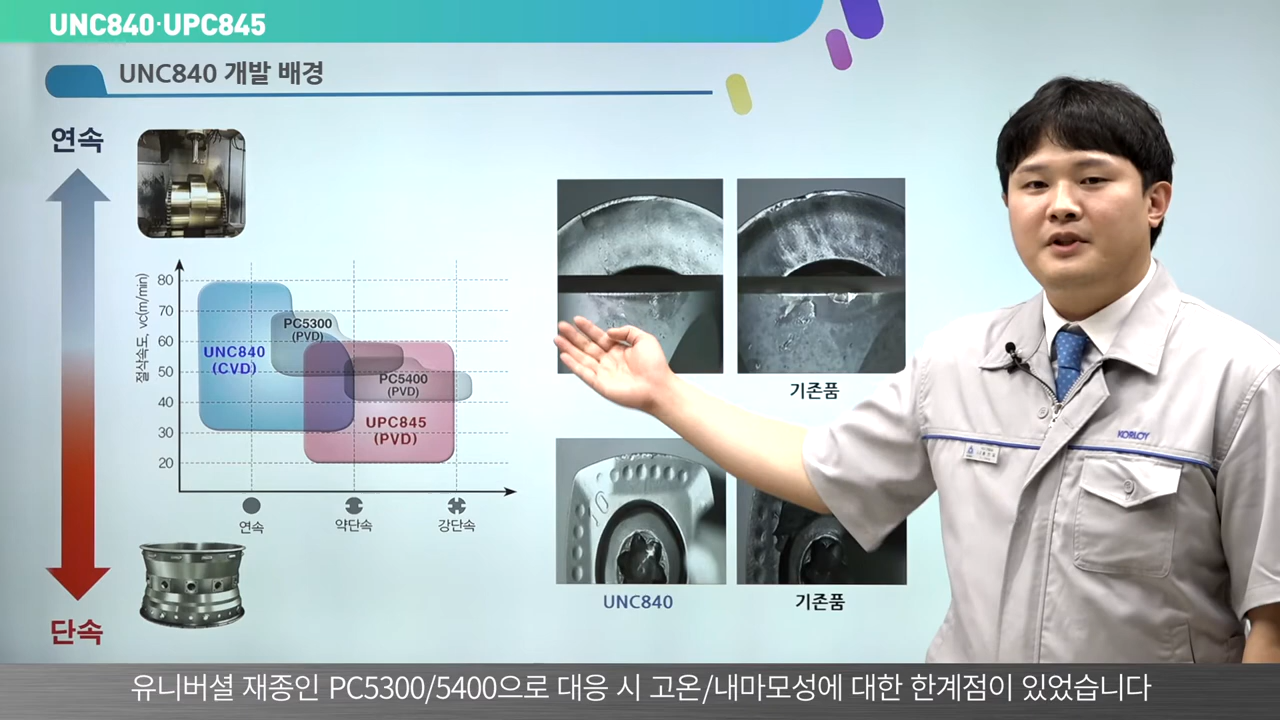 UNC840·UPC845
UNC840 개발 배경
연속
단속
절삭속도, vc(m/min)
80
70
60
50
40
30
20
PC5300
(PVD)
UNC840
(CVD)
PC5400
(PVD)
UPC845
(PVD)
연속
약단속
강단속
기존품
UNC840
기존품
KORLOY
유니버셜 재종인 PC5300/5400으로 대응 시 고온/내마모성에 대한 한계점이 있었습니다